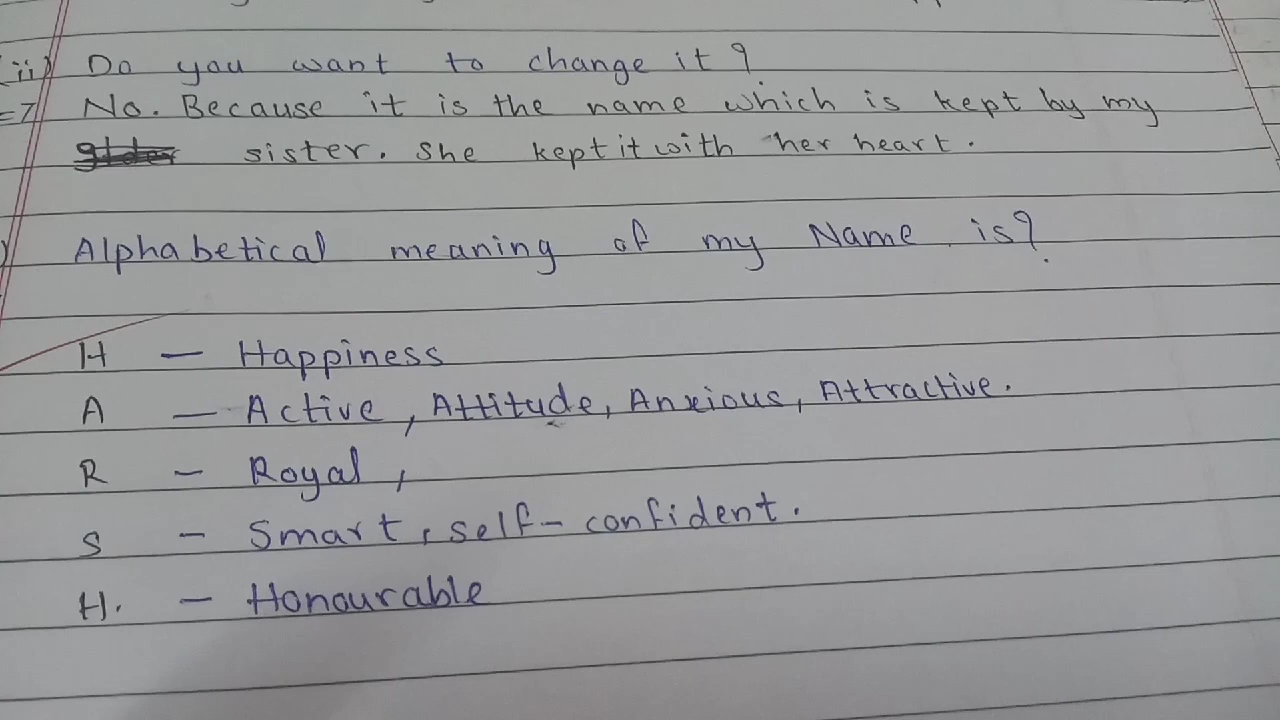 ii) Do you want to change it ?
=> No. Because it is the name which is kept by my
sister. She kept it with her heart.
Alphabetical meaning of my Name is?
H — Happiness
A — Active, Attitude, Anxious, Attractive.
R — Royal,
S — Smart, self-confident.
H. — Honourable